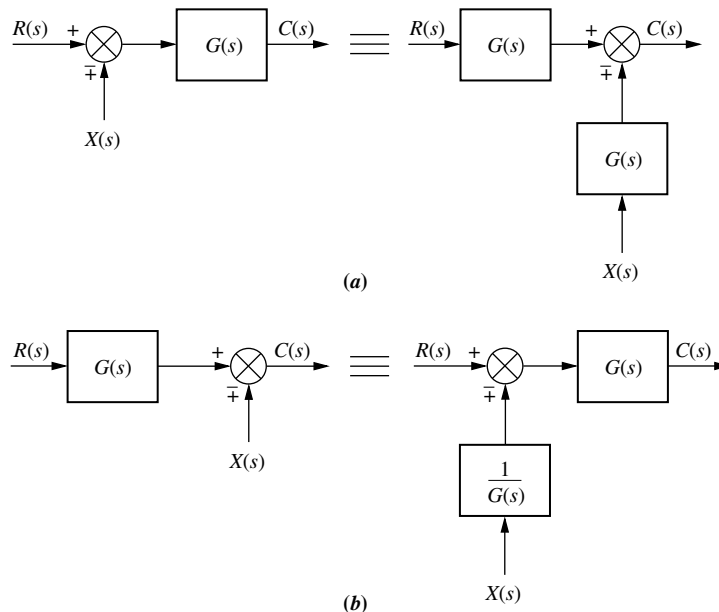 R(s) + G(s) C(s) R(s) G(s) + C(s)
∓ ∓
X(s)
G(s)
X(s)
(a)
R(s) G(s) + C(s) R(s) + G(s) C(s)
∓ ∓
X(s)
1
G(s)
X(s)
(b)